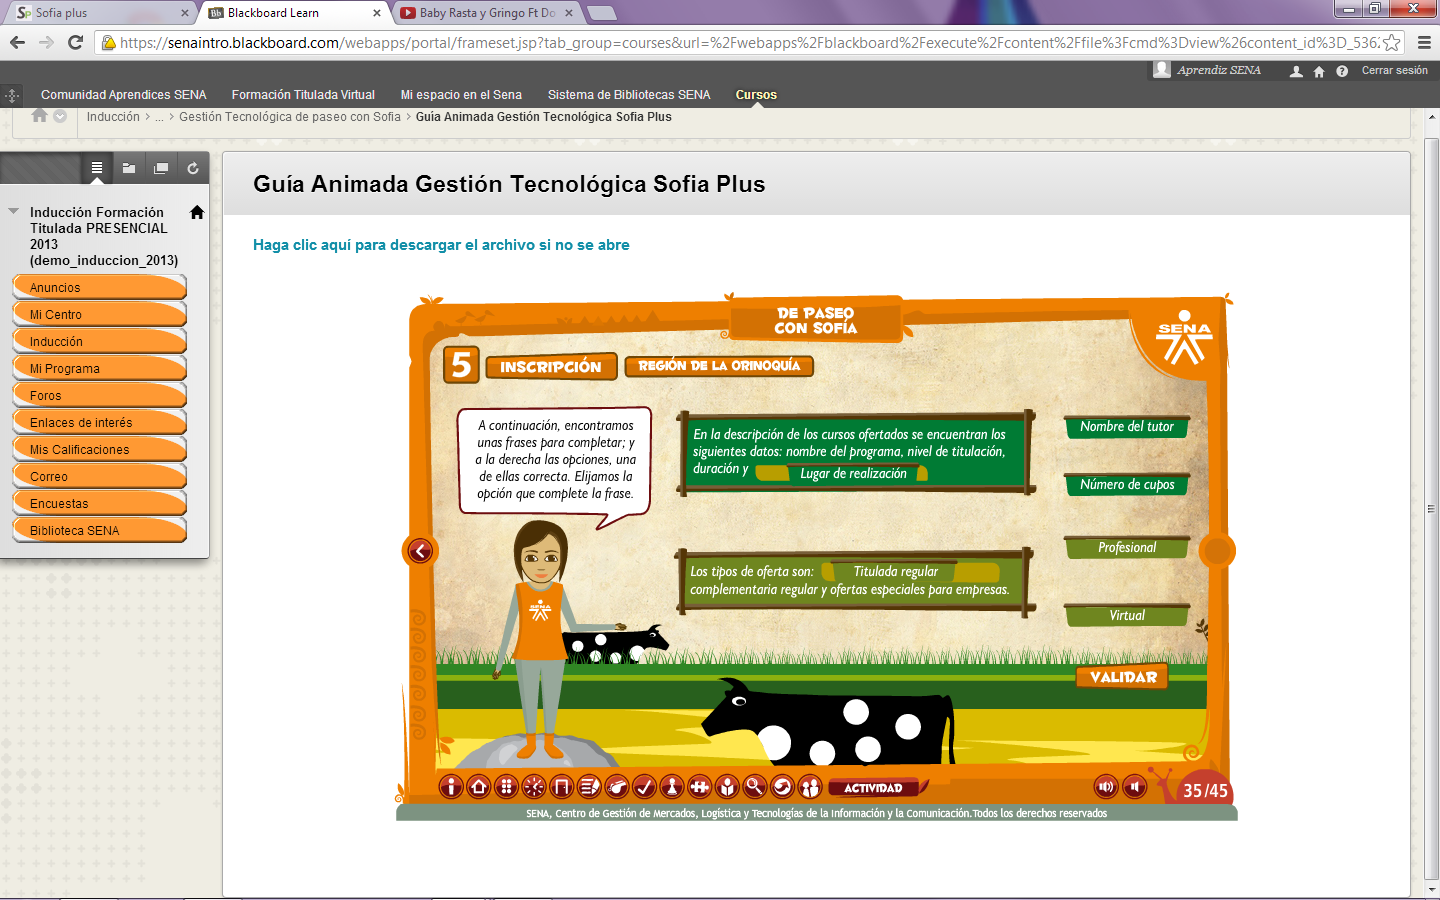 Sofia plus
Blackboard Learn
Baby Rasta y Gringo Ft Do
https://senaintro.blackboard.com/webapps/portal/frameset.jsp?tab_group=courses&url=%2Fwebapps%2Fblackboard%2Fexecute%2Fcontent%2Ffile%3Fcmd%3Dview%26content_id%3D_5362
Aprendiz SENA
Cerrar sesión
Comunidad Aprendices SENA
Formación Titulada Virtual
Mi espacio en el Sena
Sistema de Bibliotecas SENA
Cursos
Inducción > ... > Gestión Tecnológica de paseo con Sofia > Guía Animada Gestión Tecnológica Sofia Plus
Inducción Formación
Titulada PRESENCIAL
2013
(demo_induccion_2013)
Anuncios
Mi Centro
Inducción
Mi Programa
Foros
Enlaces de interés
Mis Calificaciones
Correo
Encuestas
Biblioteca SENA
Guía Animada Gestión Tecnológica Sofia Plus
Haga clic aquí para descargar el archivo si no se abre
DE PASEO
CON SOFÍA
SENA
5 INSCRIPCIÓN REGIÓN DE LA ORINOQUÍA
A continuación, encontramos
unas frases para completar; y
a la derecha las opciones, una
de ellas correcta. Elijamos la
opción que complete la frase.
En la descripción de los cursos ofertados se encuentran los
siguientes datos: nombre del programa, nivel de titulación,
duración y Lugar de realización
Los tipos de oferta son: Titulada regular
complementaria regular y ofertas especiales para empresas.
Nombre del tutor
Número de cupos
Profesional
Virtual
SENA
VALIDAR
ACTIVIDAD
35/45
SENA, Centro de Gestión de Mercados, Logística y Tecnologías de la Información y la Comunicación.Todos los derechos reservados